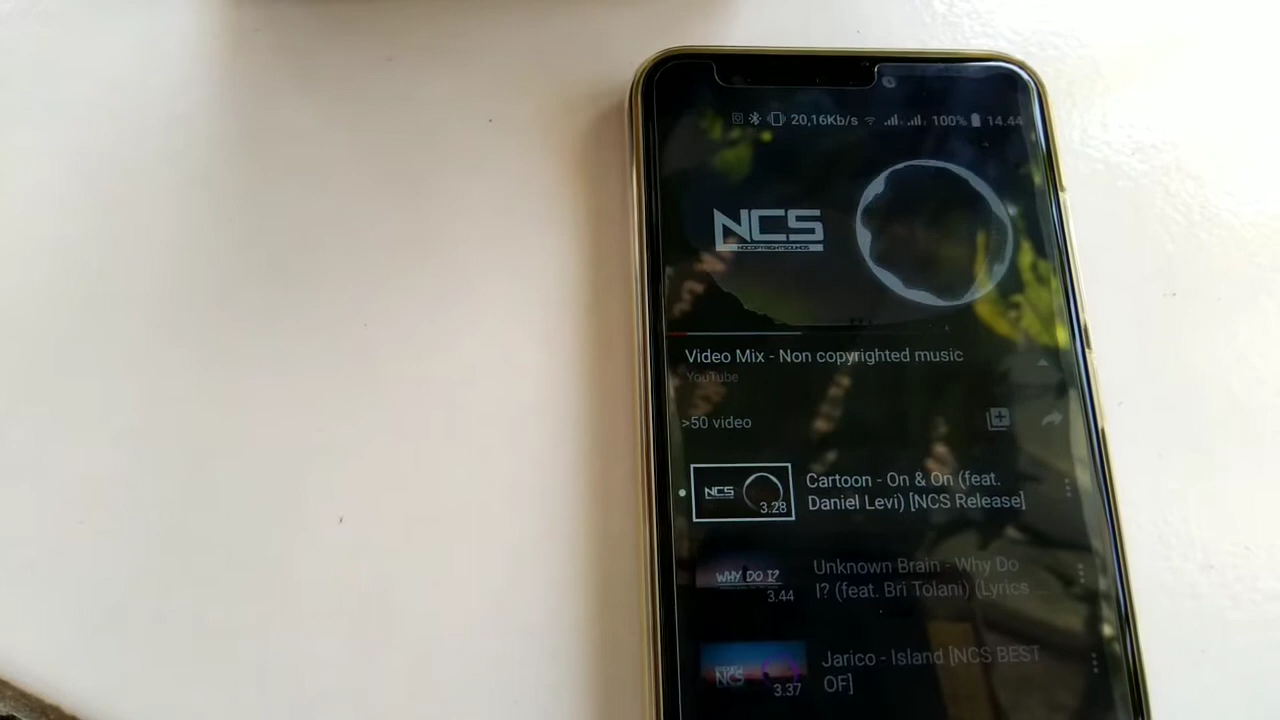 20,16Kb/s 100% 14.44
NCS
NOCOPYRIGHTSOUNDS
Video Mix - Non copyrighted music
YouTube
>50 video
NCS
3.28
Cartoon - On & On (feat.
Daniel Levi) [NCS Release]
WHY DO I?
3.44
Unknown Brain - Why Do
I? (feat. Bri Tolani) (Lyrics
NCS
3.37
Jarico - Island [NCS BEST
OF]